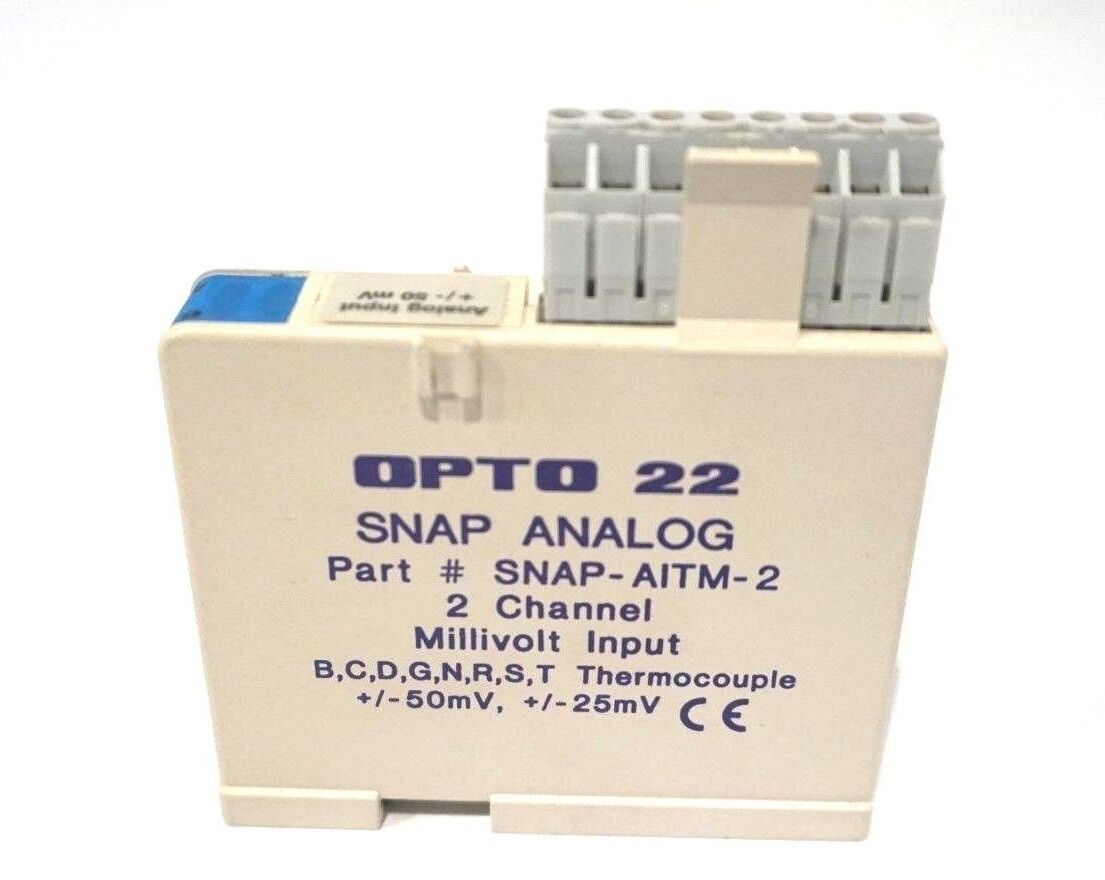 Analog Input
+/- 50 mV
OPTO 22
SNAP ANALOG
Part # SNAP-AITM-2
2 Channel
Millivolt Input
B,C,D,G,N,R,S,T Thermocouple
+/-50mV, +/-25mV CE